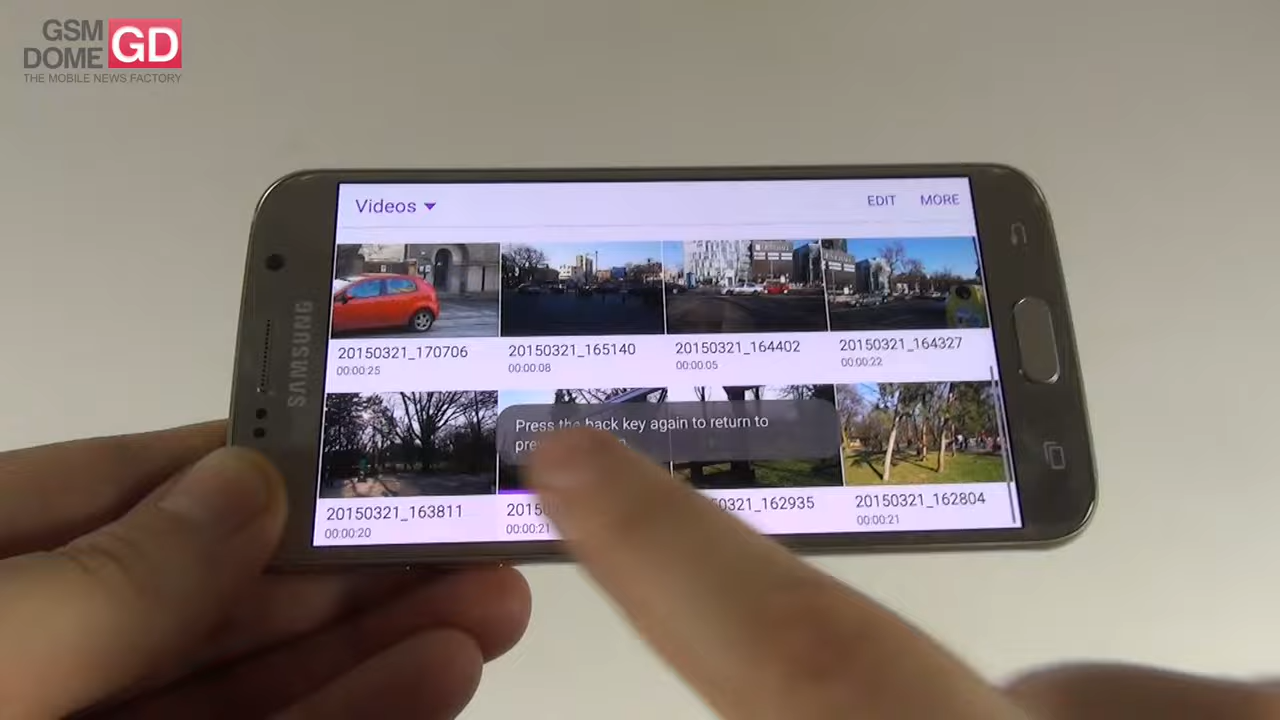 GSM
DOME GD
THE MOBILE NEWS FACTORY
SAMSUNG
Videos
EDIT MORE
20150321_170706 20150321_165140 20150321_164402 20150321_164327
00:00:25 00:00:08 00:00:05 00:00:22
Press the back key again to return to
20150321_163811 20150321_162804
00:00:20 00:00:21 00:00:21